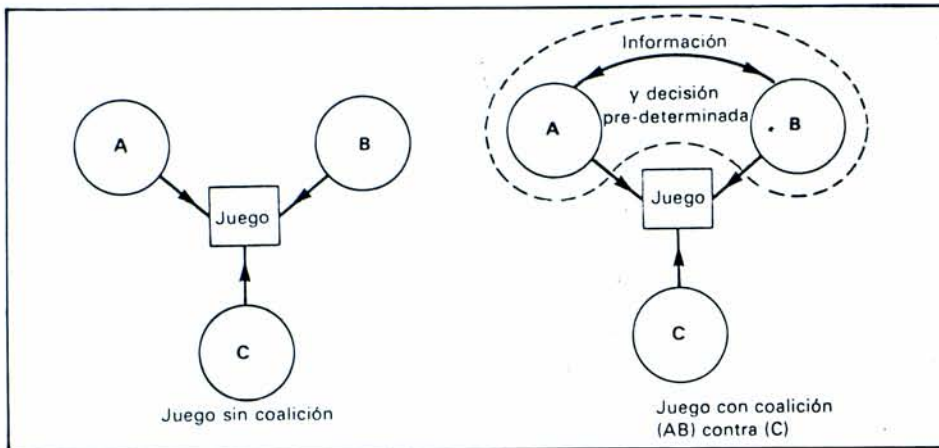 A
B
Juego
C
Juego sin coalición
Información
y decisión
pre-determinada
A
B
Juego
C
Juego con coalición
(AB) contra (C)